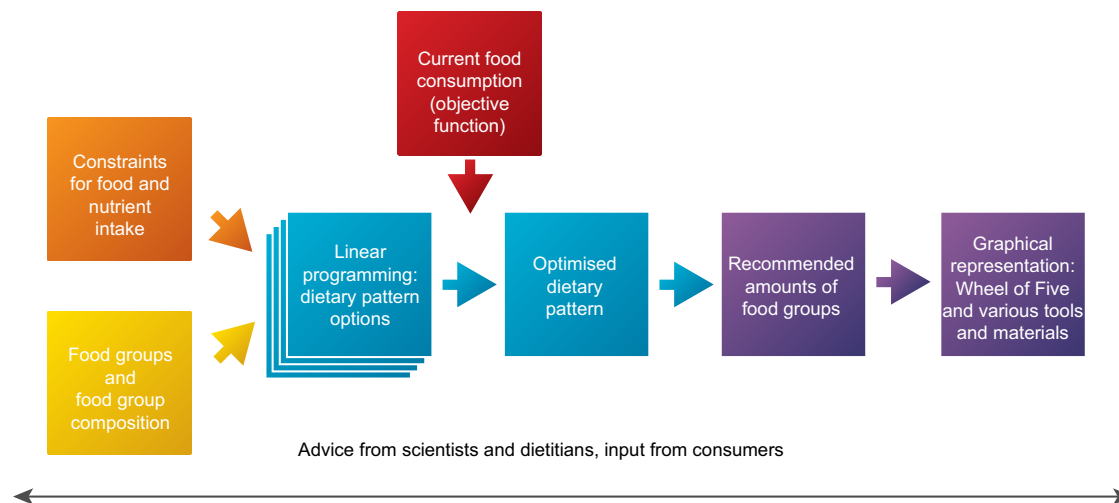 Current food
consumption
(objective
function)
Constraints
for food and
nutrient
intake
Linear
programming:
dietary pattern
options
Optimised
dietary
pattern
Recommended
amounts of
food groups
Graphical
representation:
Wheel of Five
and various tools
and materials
Food groups
and
food group
composition
Advice from scientists and dietitians, input from consumers